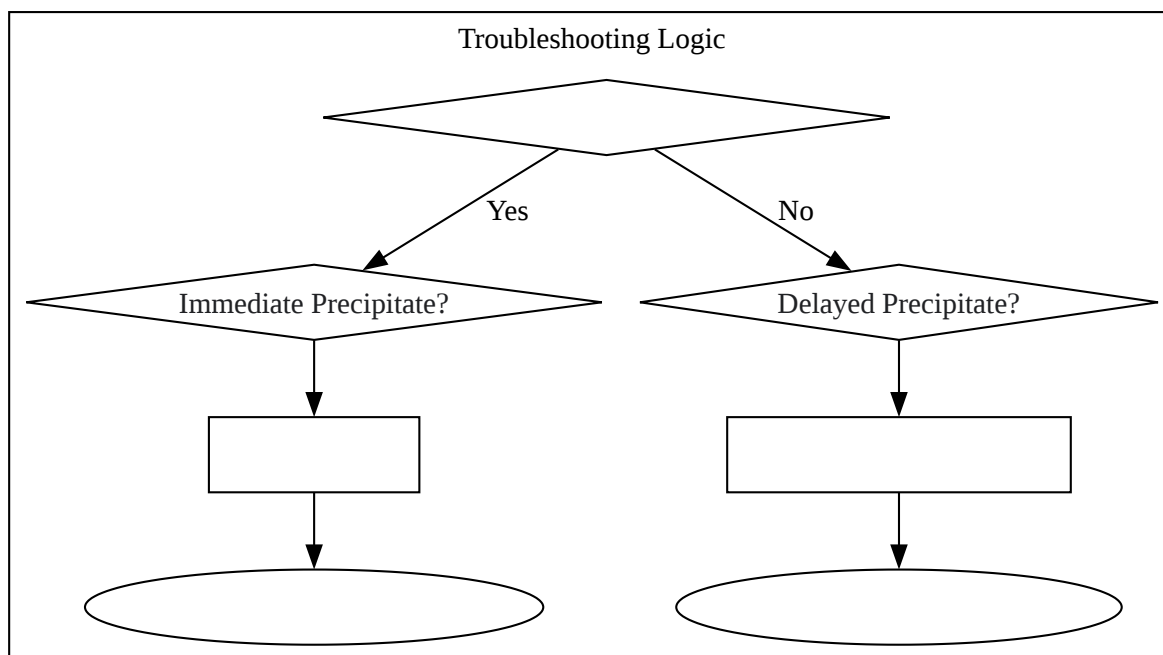 Troubleshooting Logic
Yes
No
Immediate Precipitate?
Delayed Precipitate?